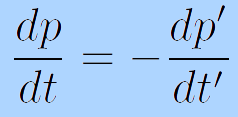 dp/dt = −dp′/dt′